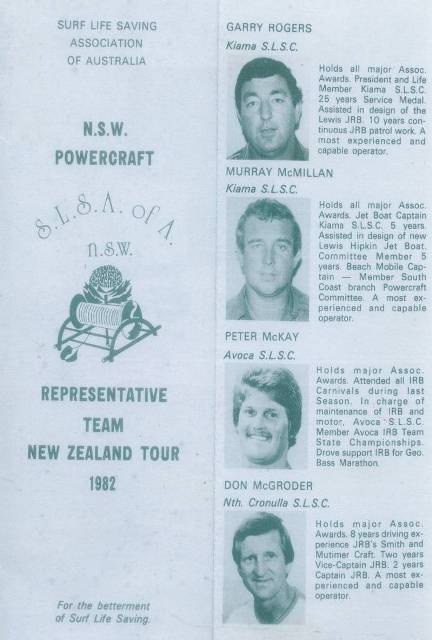 SURF LIFE SAVING
ASSOCIATION
OF AUSTRALIA
N.S.W.
POWERCRAFT
S.L.S.A. OF A.
N.S.W.
REPRESENTATIVE
TEAM
NEW ZEALAND TOUR
1982
For the betterment
of Surf Life Saving.
GARRY ROGERS
Kiama S.L.S.C.
Holds all major Assoc.
Awards. President and Life
Member Kiama S.L.S.C.
25 years Service Medal.
Assisted in design of the
Lewis JRB. 10 years con-
tinuous JRB patrol work. A
most experienced and
capable operator.
MURRAY McMILLAN
Kiama S.L.S.C.
Holds all major Assoc.
Awards. Jet Boat Captain
Kiama S.L.S.C. 5 years.
Assisted in design of new
Lewis Hipkin Jet Boat.
Committee Member 5
years. Beach Mobile Cap-
tain — Member South
Coast branch Powercraft
Committee. A most ex-
perienced and capable
operator.
PETER McKAY
Avoca S.L.S.C.
Holds major Assoc.
Awards. Attended all IRB
Carnivals during last
Season. In charge of
maintenance of IRB and
motor, Avoca S.L.S.C.
Member Avoca IRB Team
State Championships.
Drove support IRB for Geo.
Bass Marathon.
DON McGRODER
Nth. Cronulla S.L.S.C.
Holds major Assoc.
Awards. 8 years driving ex-
perience JRB's Smith and
Mutimer Craft. Two years
Vice-Captain JRB. 2 years
Captain JRB. A most ex-
perienced and capable
operator.